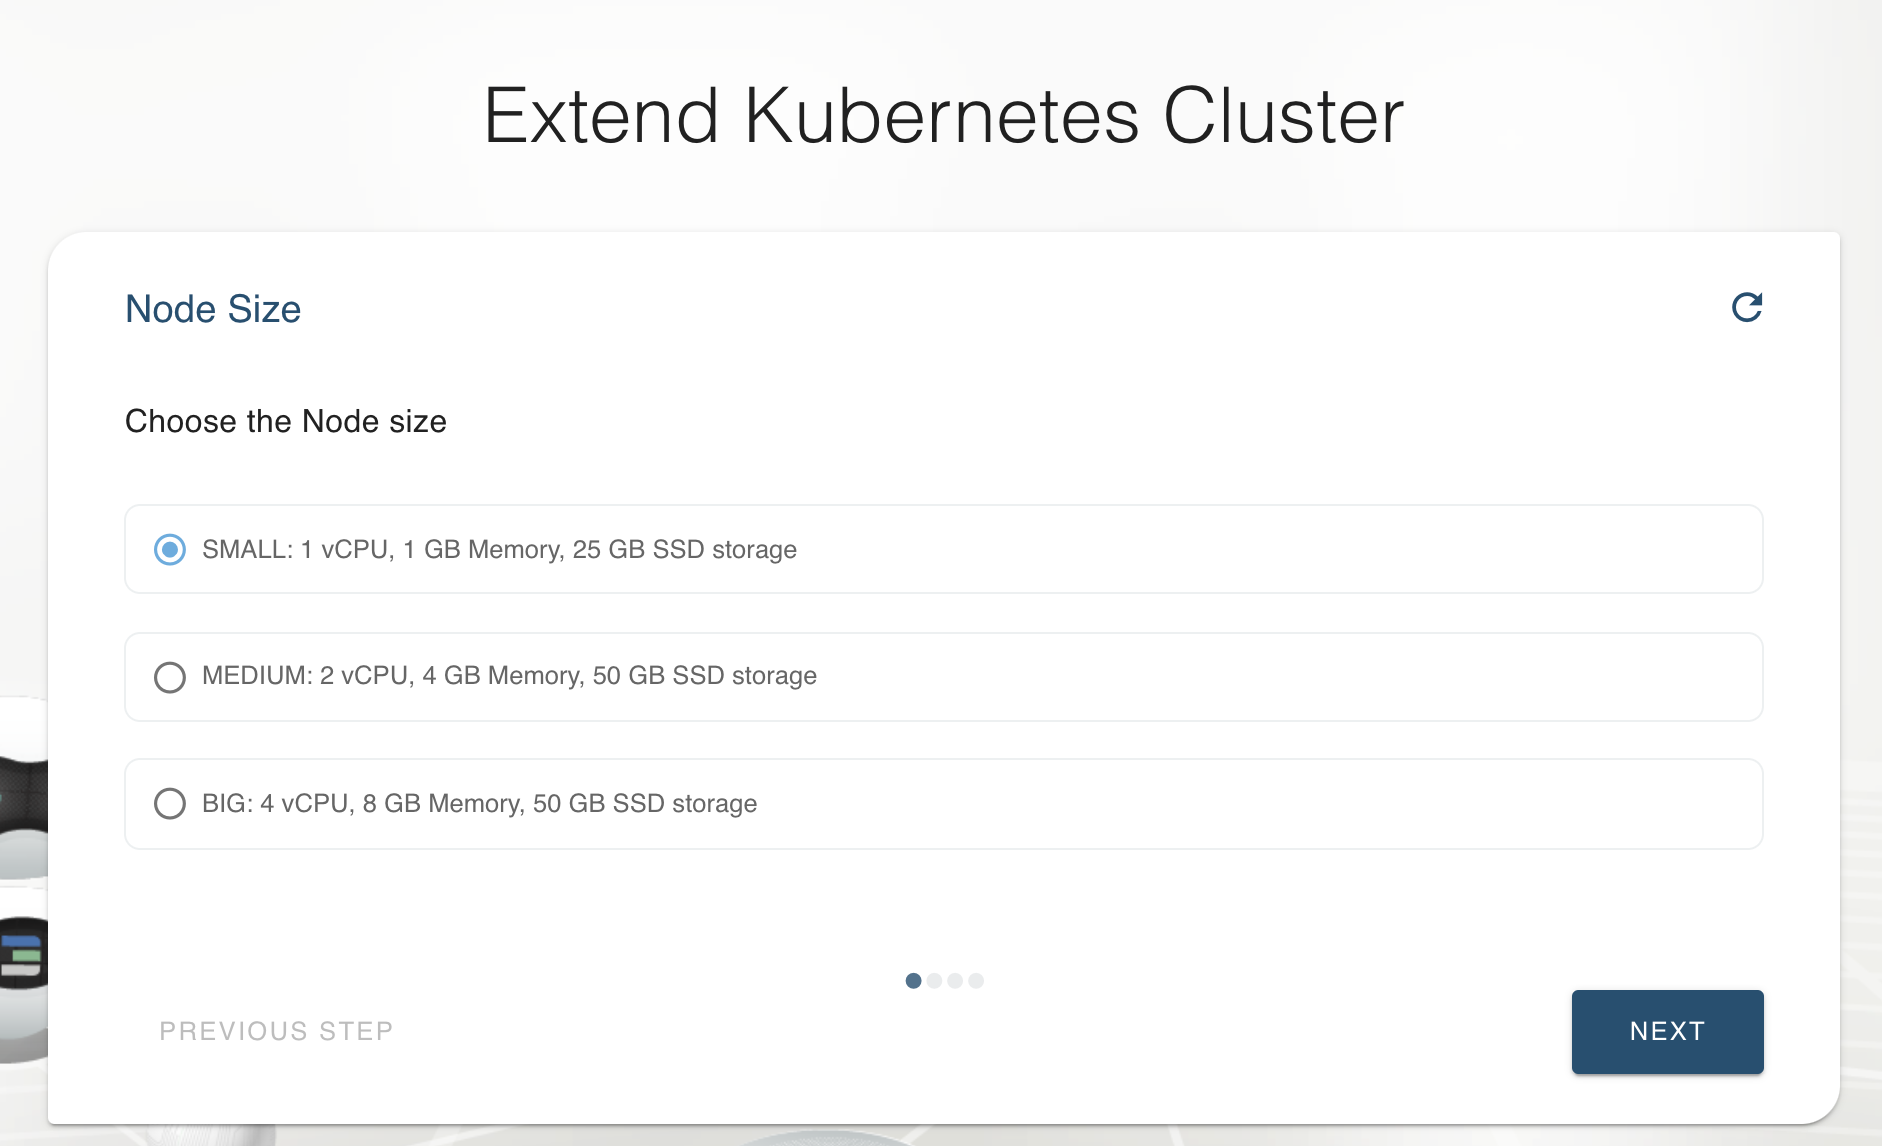 Extend Kubernetes Cluster
Node Size
Choose the Node size
SMALL: 1 vCPU, 1 GB Memory, 25 GB SSD storage
MEDIUM: 2 vCPU, 4 GB Memory, 50 GB SSD storage
BIG: 4 vCPU, 8 GB Memory, 50 GB SSD storage
PREVIOUS STEP
NEXT